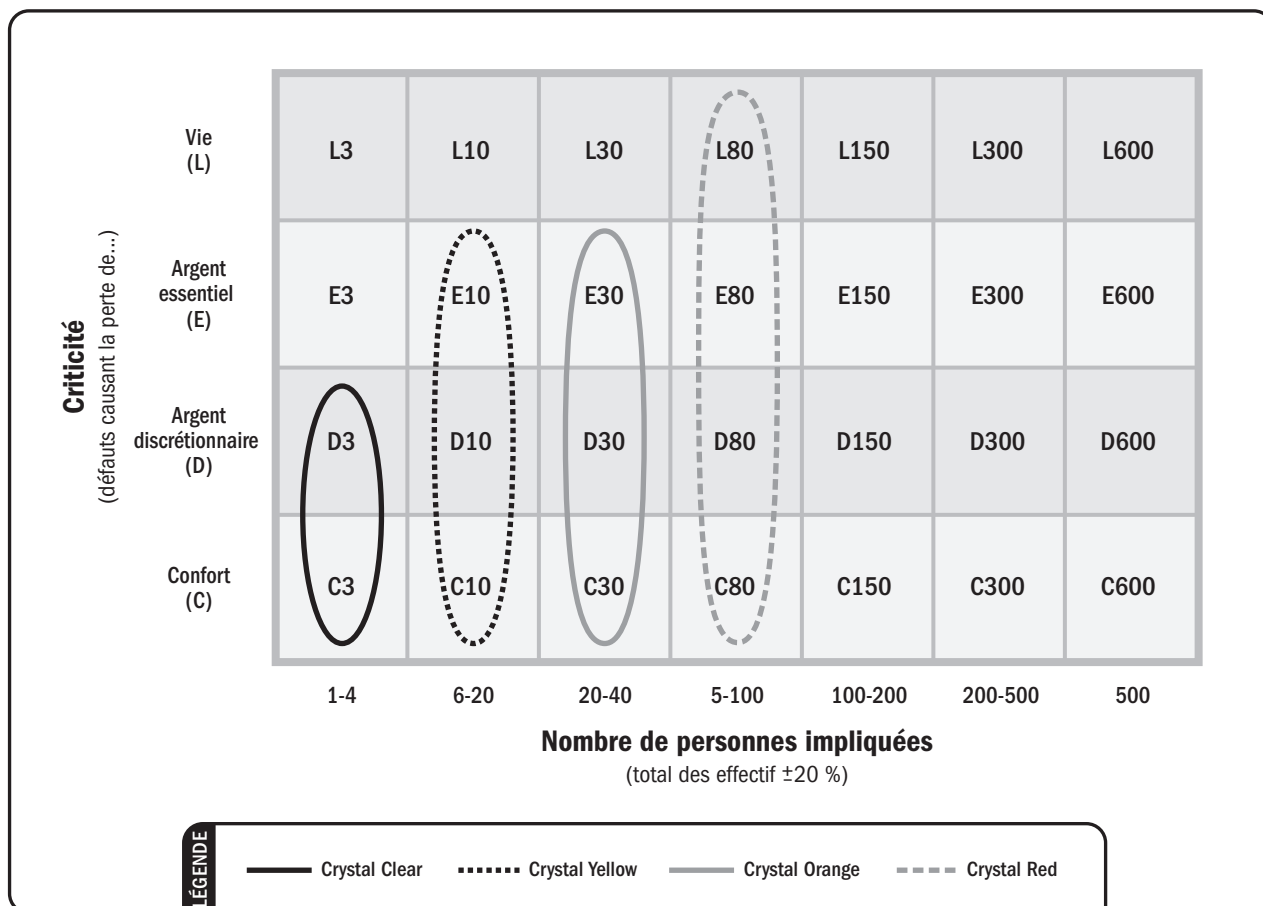 Criticité
(défauts causant la perte de...)
Vie
(L)
L3 L10 L30 L80 L150 L300 L600
Argent
essentiel
(E)
E3 E10 E30 E80 E150 E300 E600
Argent
discrétionnaire
(D)
D3 D10 D30 D80 D150 D300 D600
Confort
(C)
C3 C10 C30 C80 C150 C300 C600
1-4 6-20 20-40 5-100 100-200 200-500 500
Nombre de personnes impliquées
(total des effectif ±20 %)
LÉGENDE
Crystal Clear Crystal Yellow Crystal Orange Crystal Red